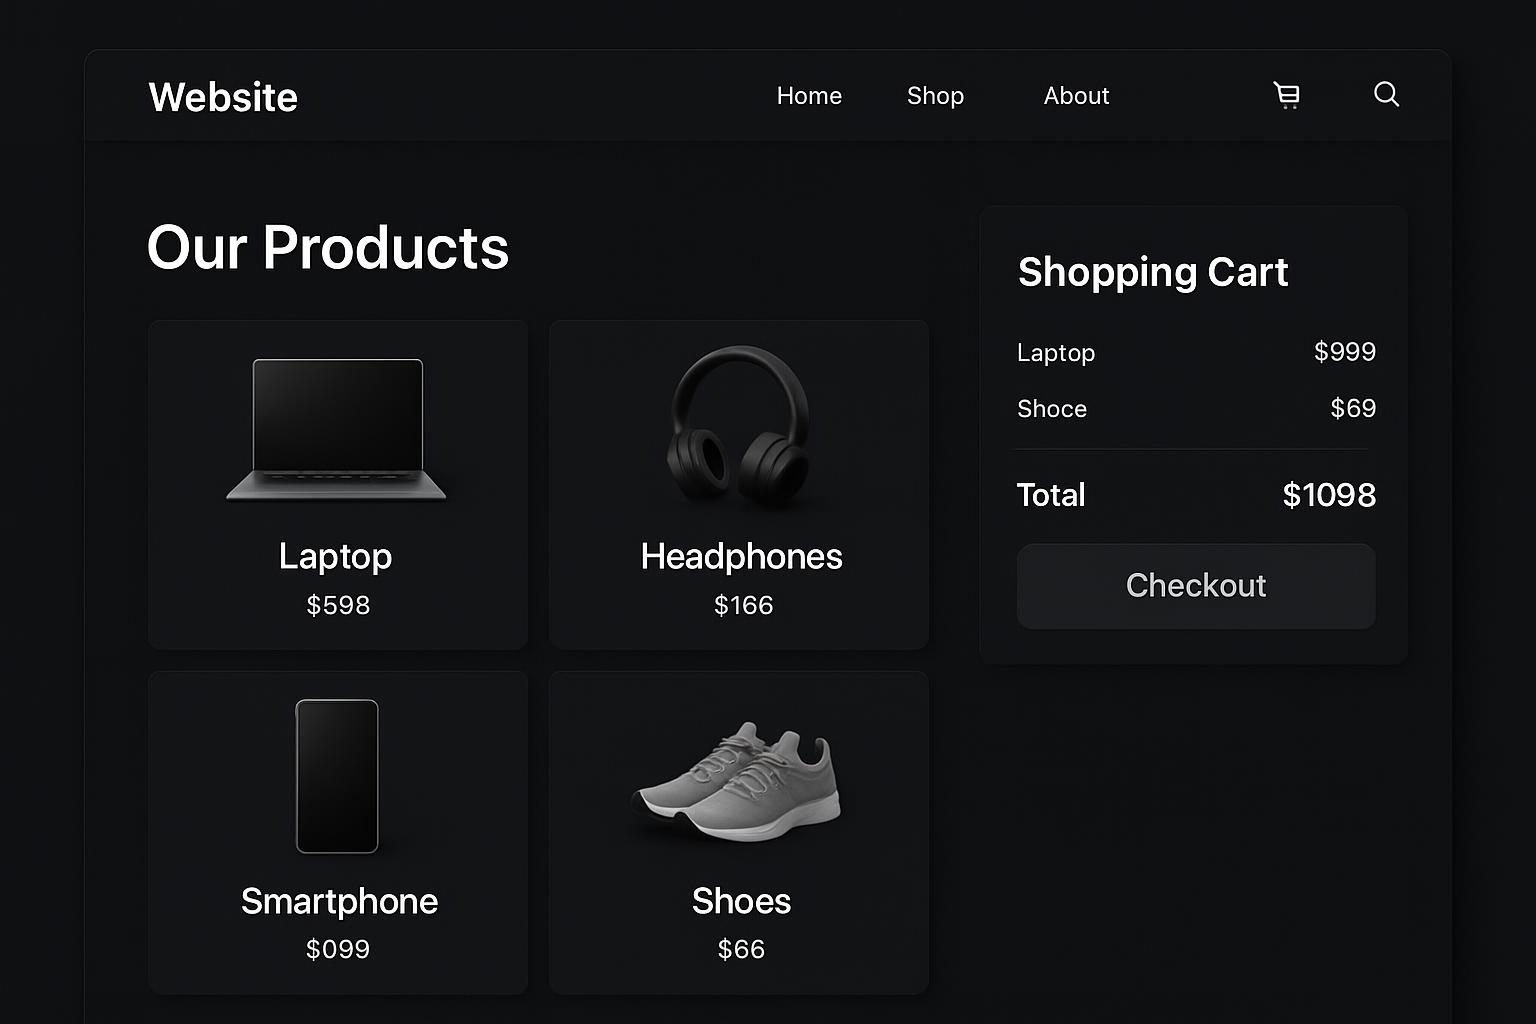 Website
Home Shop About
Our Products
Laptop
$598
Headphones
$166
Smartphone
$099
Shoes
$66
Shopping Cart
Laptop $999
Shoce $69
Total $1098
Checkout